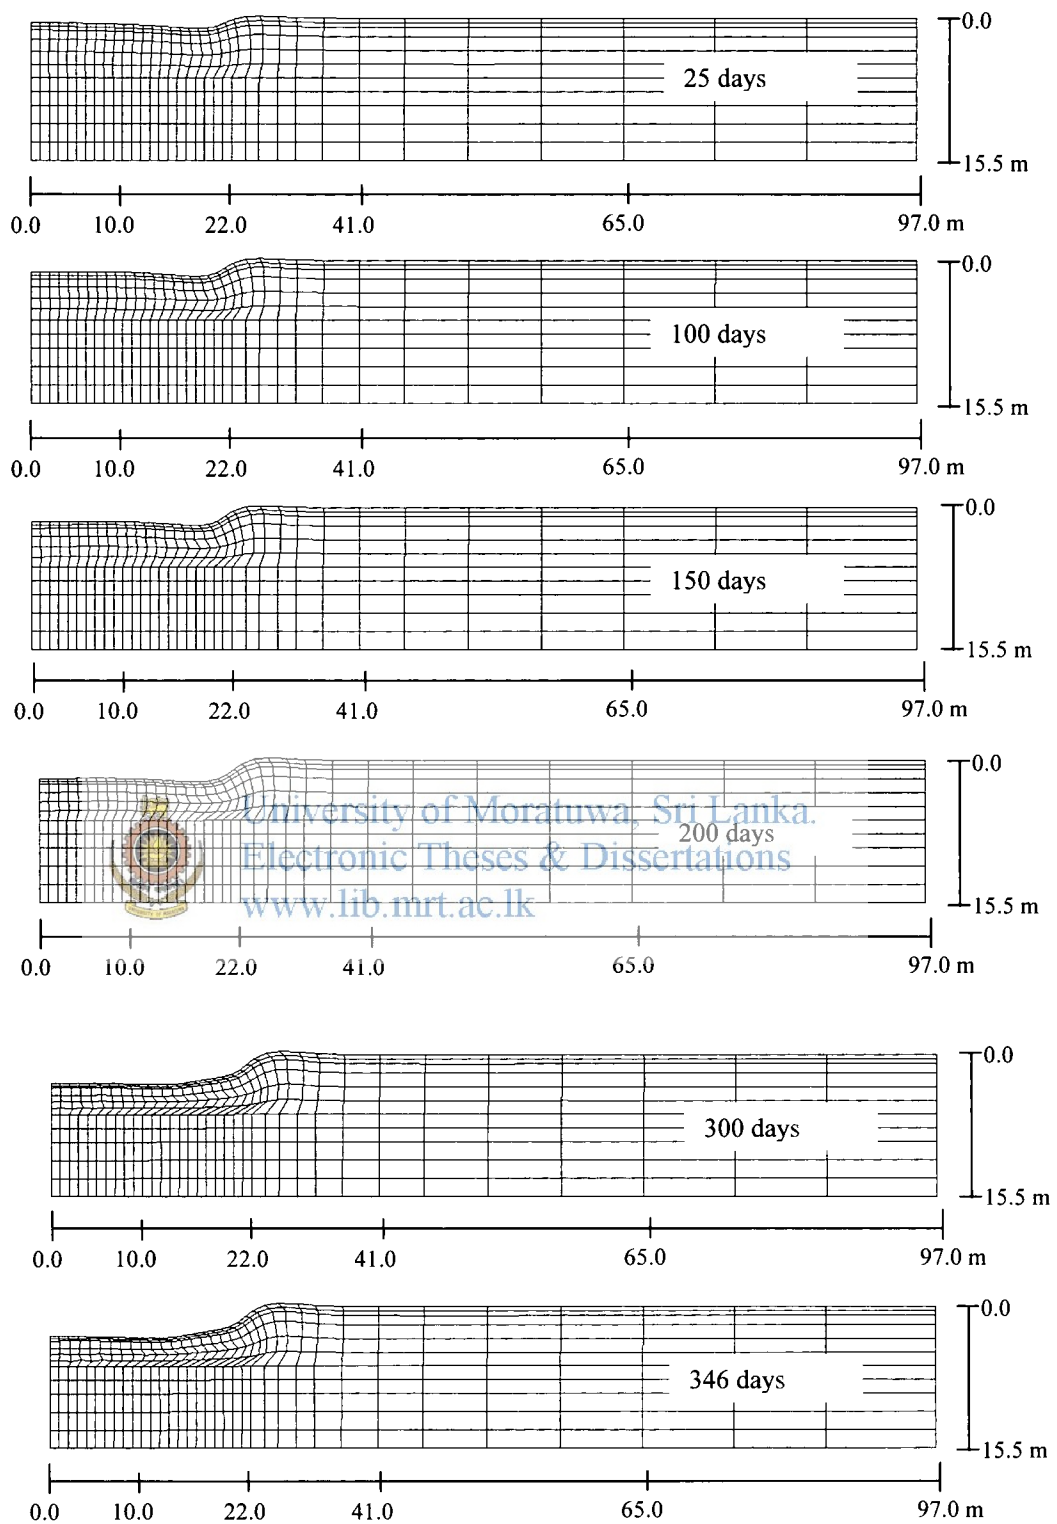 0.0
25 days
15.5 m
0.0 10.0 22.0 41.0 65.0 97.0 m
0.0
100 days
15.5 m
0.0 10.0 22.0 41.0 65.0 97.0 m
0.0
150 days
15.5 m
0.0 10.0 22.0 41.0 65.0 97.0 m
0.0
University of Moratuwa, Sri Lanka.
200 days
Electronic Theses & Dissertations
www.lib.mrt.ac.lk
15.5 m
0.0 10.0 22.0 41.0 65.0 97.0 m
0.0
300 days
15.5 m
0.0 10.0 22.0 41.0 65.0 97.0 m
0.0
346 days
15.5 m
0.0 10.0 22.0 41.0 65.0 97.0 m